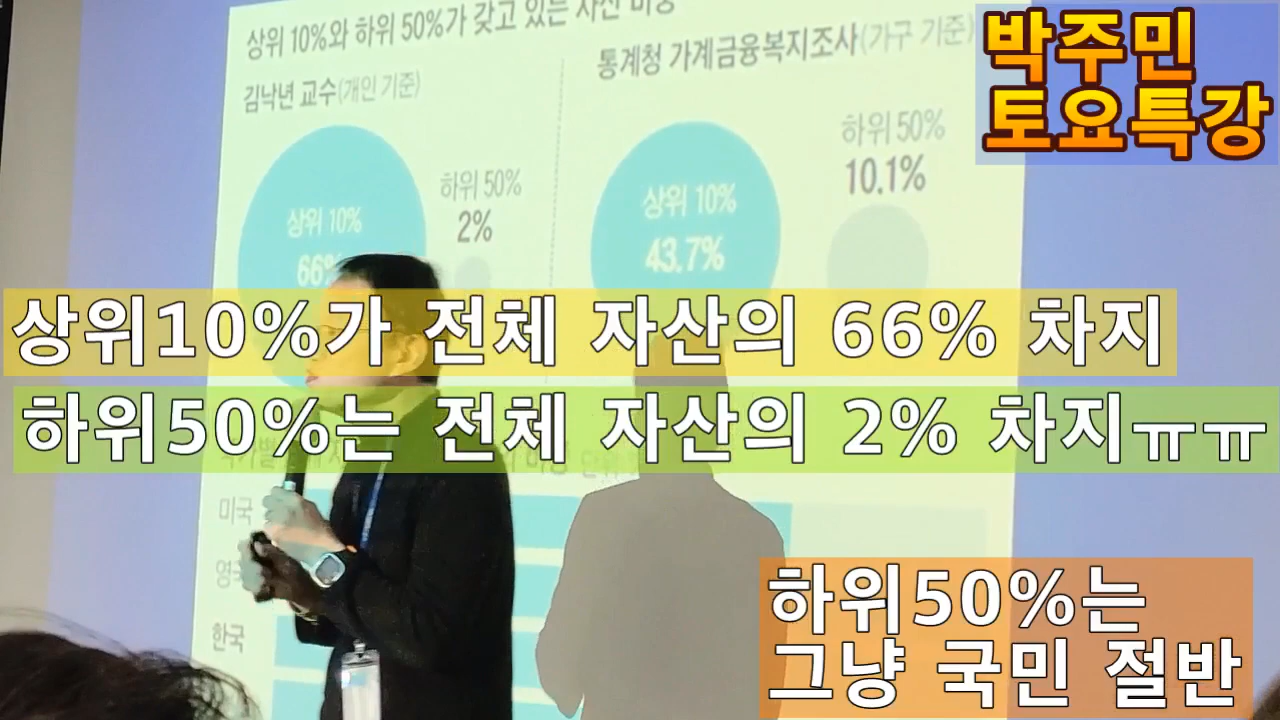 상위 10%와 하위 50%가 갖고 있는 자산 비중
김낙년 교수(개인 기준)
통계청 가계금융복지조사(가구 기준)
박주민
토요특강
상위 10%
66%
하위 50%
2%
상위 10%
43.7%
하위 50%
10.1%
상위10%가 전체 자산의 66% 차지
하위50%는 전체 자산의 2% 차지ㅠㅠ
미국
영국
한국
하위50%는
그냥 국민 절반